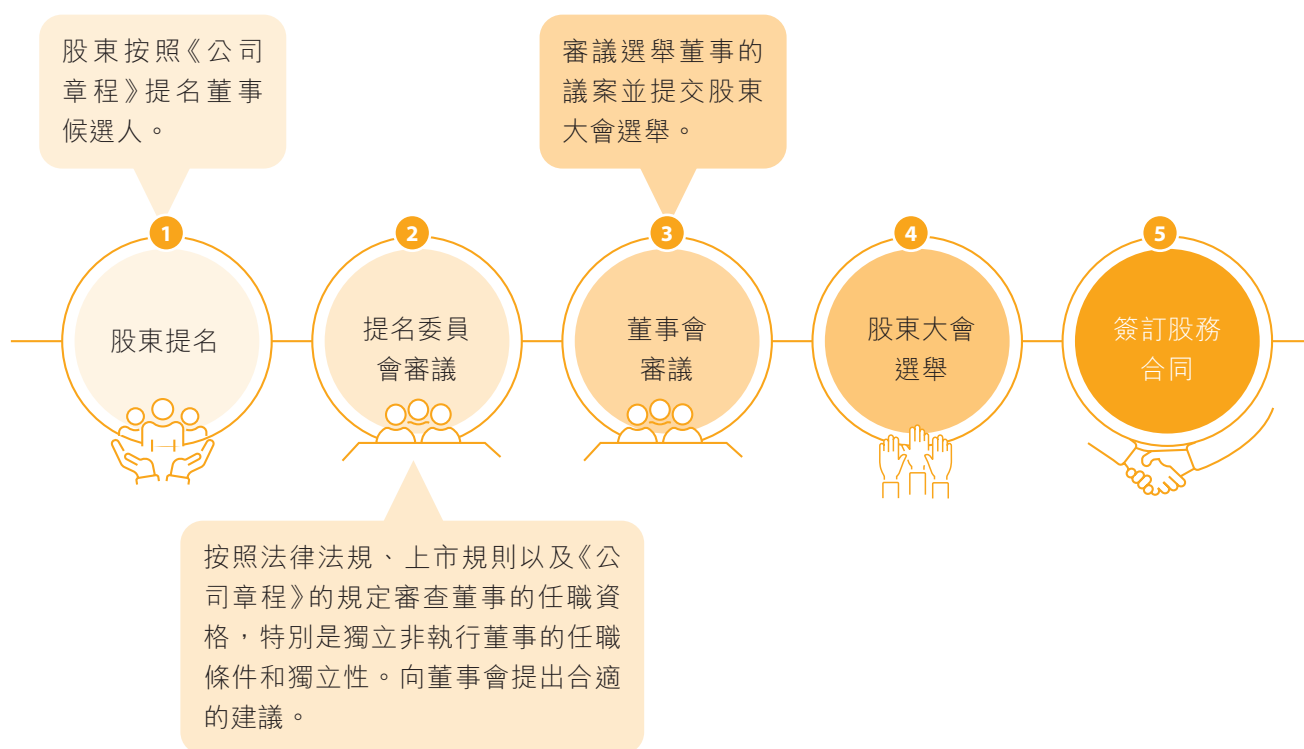 股東按照《公司
章程》提名董事
候選人。
審議選舉董事的
議案並提交股東
大會選舉。
1
2
3
4
5
股東提名
提名委員
會審議
董事會
審議
股東大會
選舉
簽訂股務
合同
按照法律法規、上市規則以及《公
司章程》的規定審查董事的任職資
格，特別是獨立非執行董事的任職
條件和獨立性。向董事會提出合適
的建議。